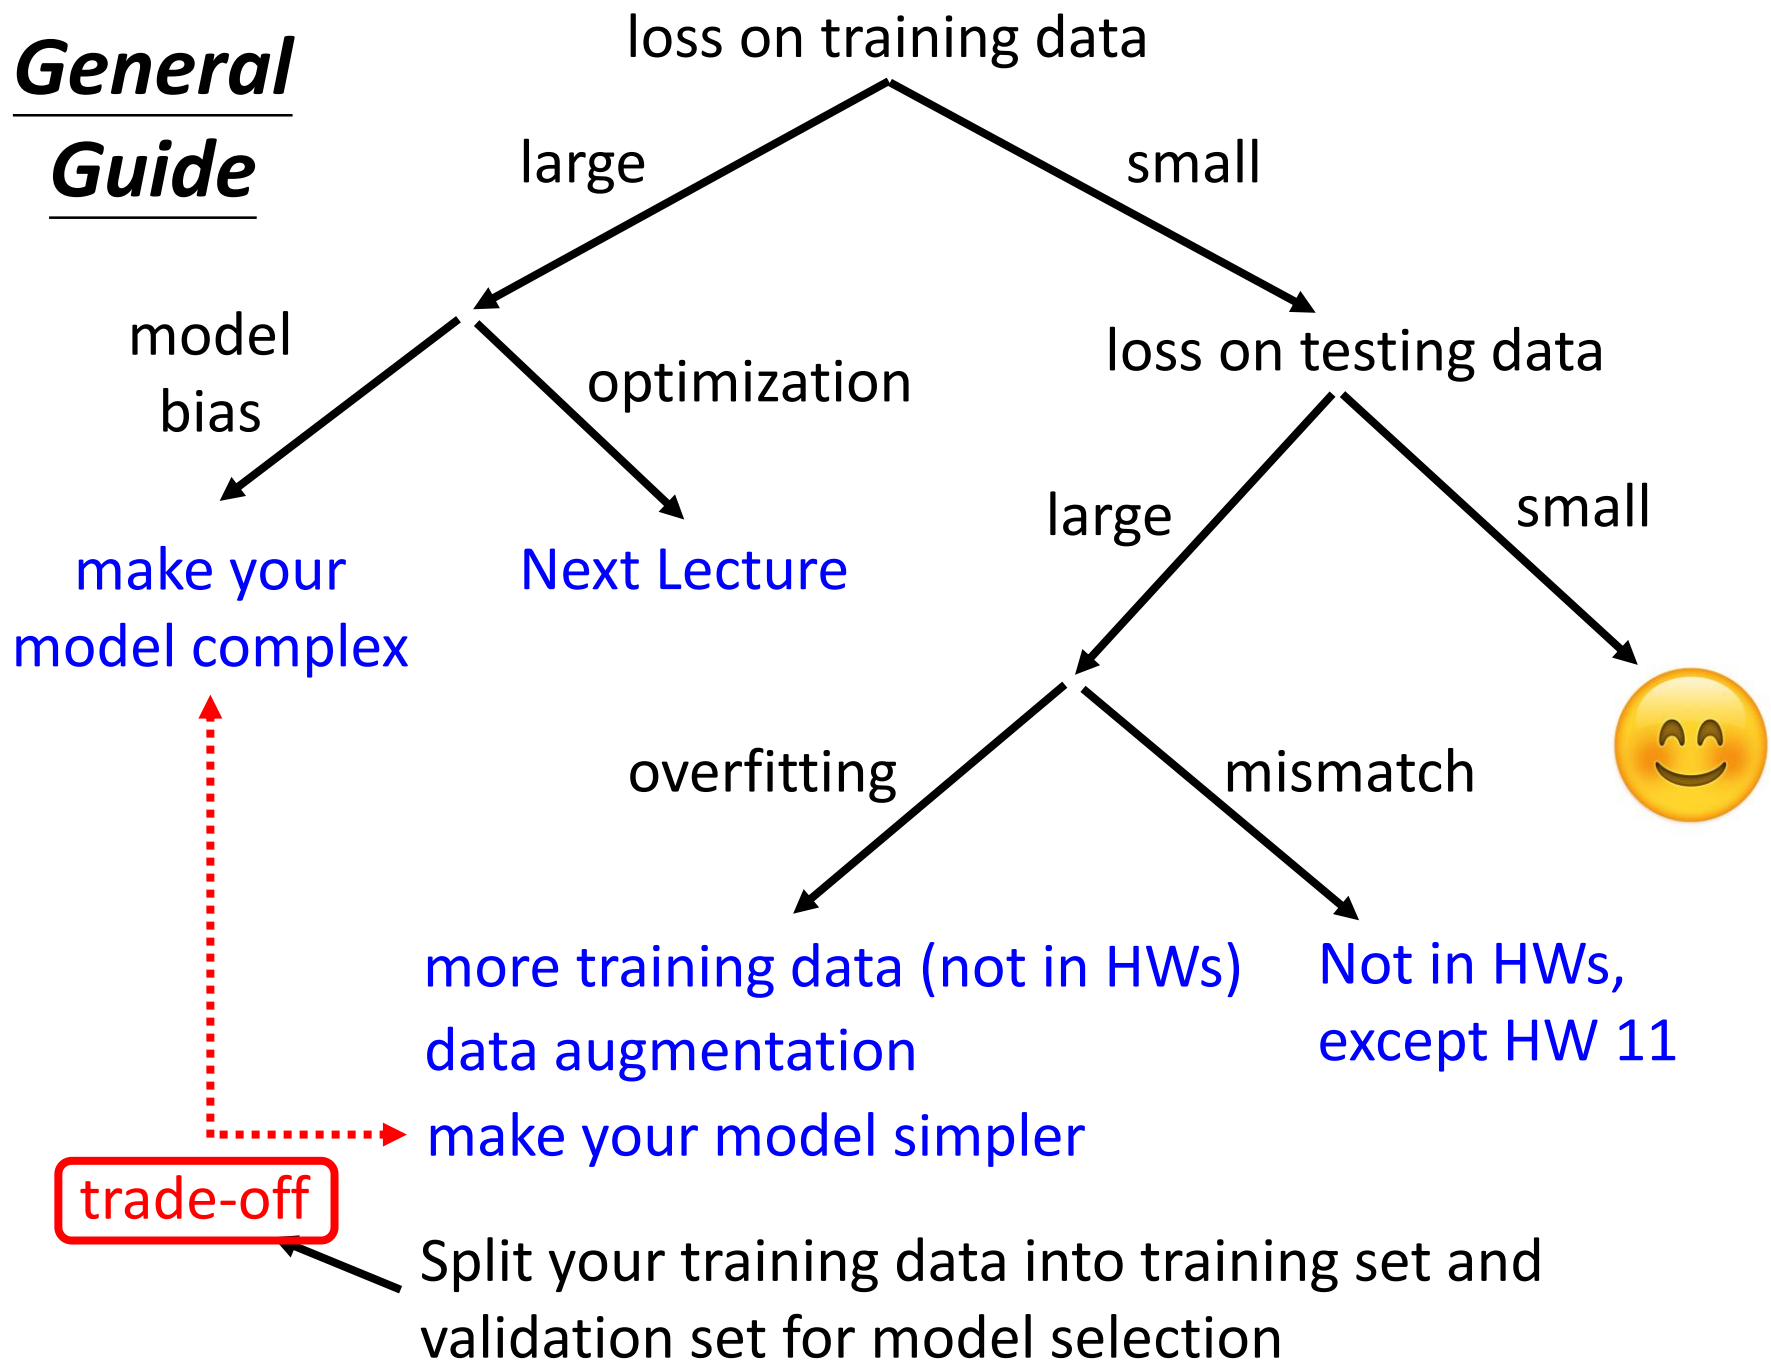 General
Guide
loss on training data
large
small
model
bias
optimization
loss on testing data
make your
model complex
Next Lecture
large
small
overfitting
mismatch
more training data (not in HWs)
data augmentation
make your model simpler
Not in HWs,
except HW 11
trade-off
Split your training data into training set and
validation set for model selection